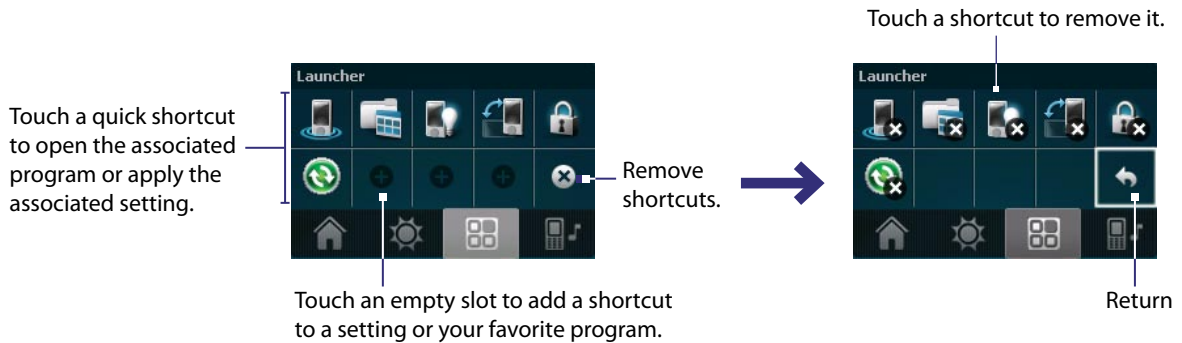 Touch a shortcut to remove it.
Launcher
Launcher
Touch a quick shortcut
to open the associated
program or apply the
associated setting.
Remove
shortcuts.
Touch an empty slot to add a shortcut
to a setting or your favorite program.
Return